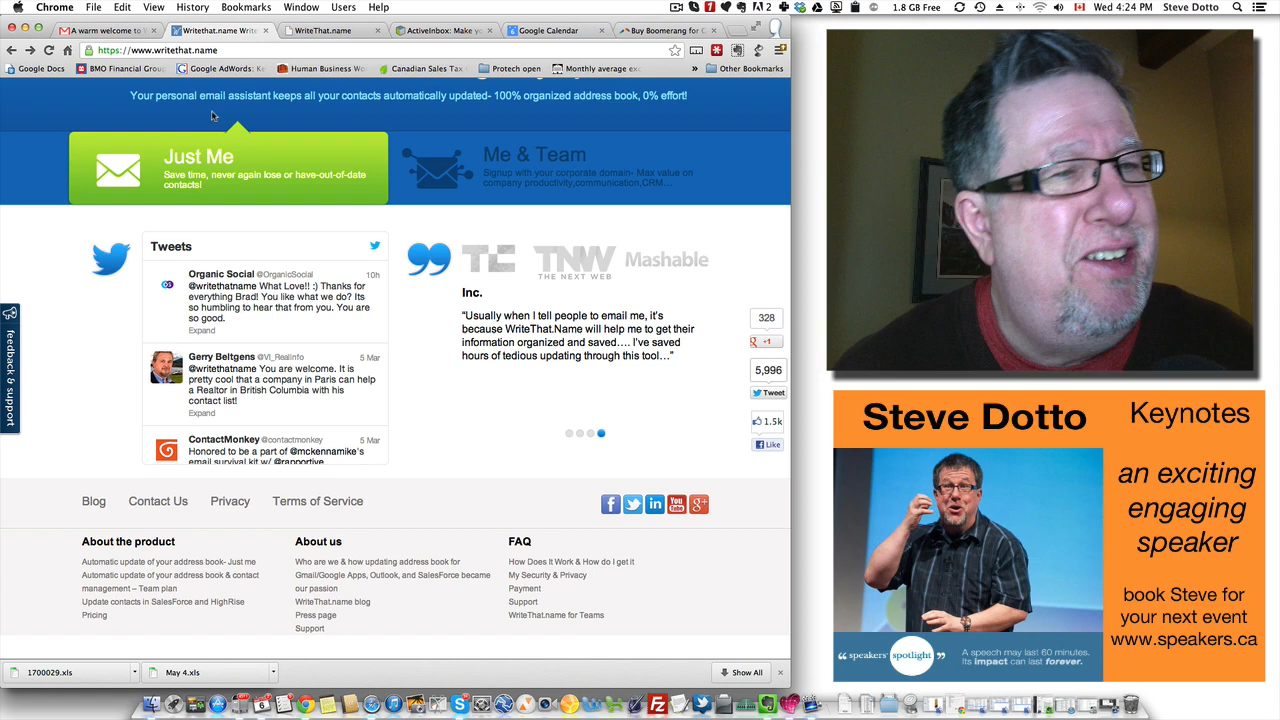 Chrome File Edit View History Bookmarks Window Users Help
1.8 GB Free Wed 4:24 PM Steve Dotto
A warm welcome to
Writethat.name Write
WriteThat.name
ActiveInbox: Make you
Google Calendar
Buy Boomerang for G
https://www.writethat.name
Google Docs
BMO Financial Grou
Google AdWords: Ke
Human Business Wo
Canadian Sales Tax
Protech open
Monthly average exc
»
Other Bookmarks
Your personal email assistant keeps all your contacts automatically updated- 100% organized address book, 0% effort!
Just Me
Save time, never again lose or have-out-of-date
contacts!
Me & Team
Signup with your corporate domain- Max value on
company productivity,communication,CRM...
Tweets
Organic Social @OrganicSocial 10h
@writethatname What Love!! :) Thanks for
everything Brad! You like what we do? Its
so humbling to hear that from you. You are
so good.
Expand
Gerry Beltgens @VI_RealInfo 5 Mar
@writethatname You are welcome. It is
pretty cool that a company in Paris can help
a Realtor in British Columbia with his
contact list!
Expand
ContactMonkey @contactmonkey 5 Mar
Honored to be a part of @mckennamike's
email survival kit w/ @rapportive
TC TNW Mashable
THE NEXT WEB
Inc.
“Usually when I tell people to email me, it's
because WriteThat.Name will help me to get their
information organized and saved…. I've saved
hours of tedious updating through this tool...”
328
+1
5,996
Tweet
1.5k
Like
feedback & support
Blog Contact Us Privacy Terms of Service
About the product
Automatic update of your address book- Just me
Automatic update of your address book & contact
management – Team plan
Update contacts in SalesForce and HighRise
Pricing
About us
Who are we & how updating address book for
Gmail/Google Apps, Outlook, and SalesForce became
our passion
WriteThat.name blog
Press page
Support
FAQ
How Does It Work & How do I get it
My Security & Privacy
Payment
Support
WriteThat.name for Teams
1700029.xls
May 4.xls
Show All
Steve Dotto
Keynotes
an exciting
engaging
speaker
book Steve for
your next event
www.speakers.ca
“ speakers' spotlight ”
A speech may last 60 minutes.
Its impact can last forever.